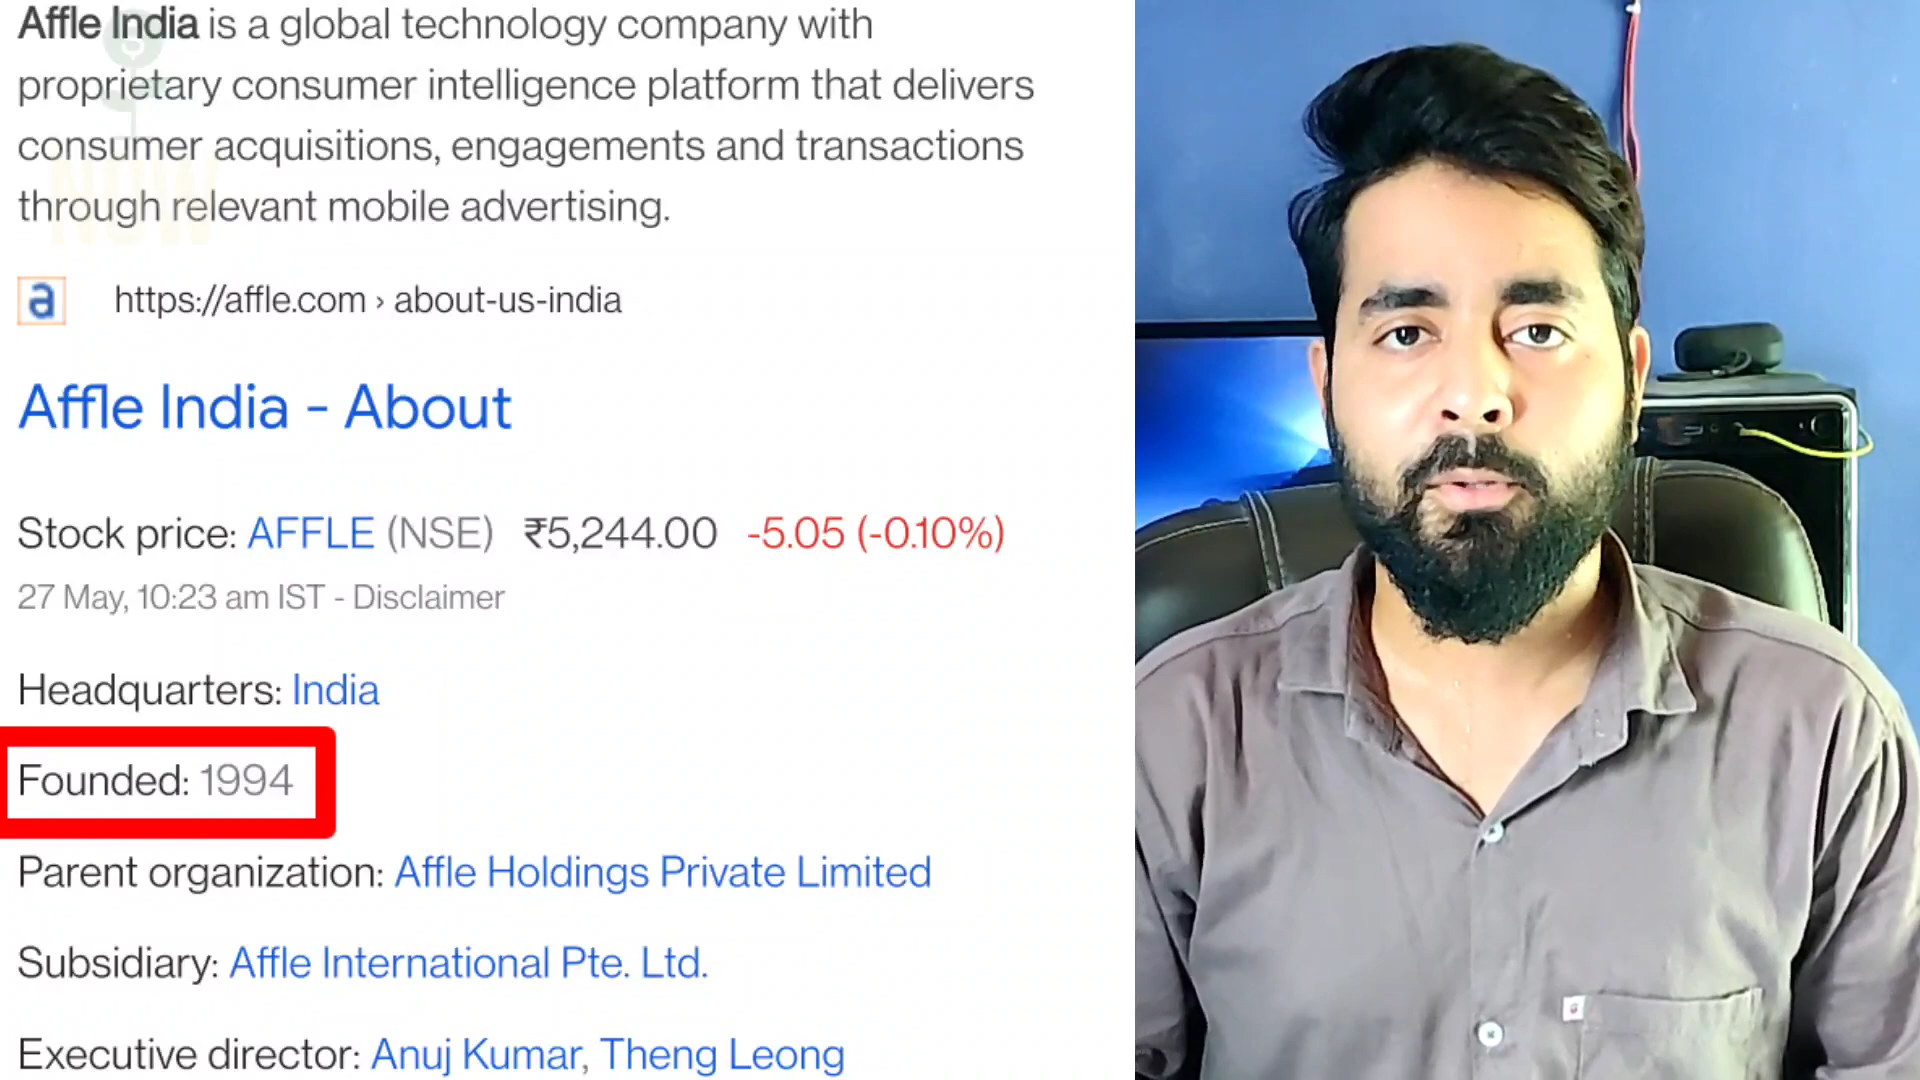 Affle India is a global technology company with
proprietary consumer intelligence platform that delivers
consumer acquisitions, engagements and transactions
through relevant mobile advertising.
NOW
a https://affle.com › about-us-india
Affle India - About
Stock price: AFFLE (NSE) ₹5,244.00 -5.05 (-0.10%)
27 May, 10:23 am IST - Disclaimer
Headquarters: India
Founded: 1994
Parent organization: Affle Holdings Private Limited
Subsidiary: Affle International Pte. Ltd.
Executive director: Anuj Kumar, Theng Leong